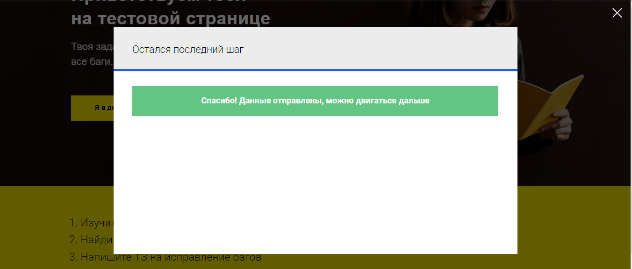 на тестовой странице
Остался последний шаг
Твоя зада
все баги.
Спасибо! Данные отправлены, можно двигаться дальше
Я в де
1. Изучи
2. Найди
3. Напишите ТЗ на исправление багов